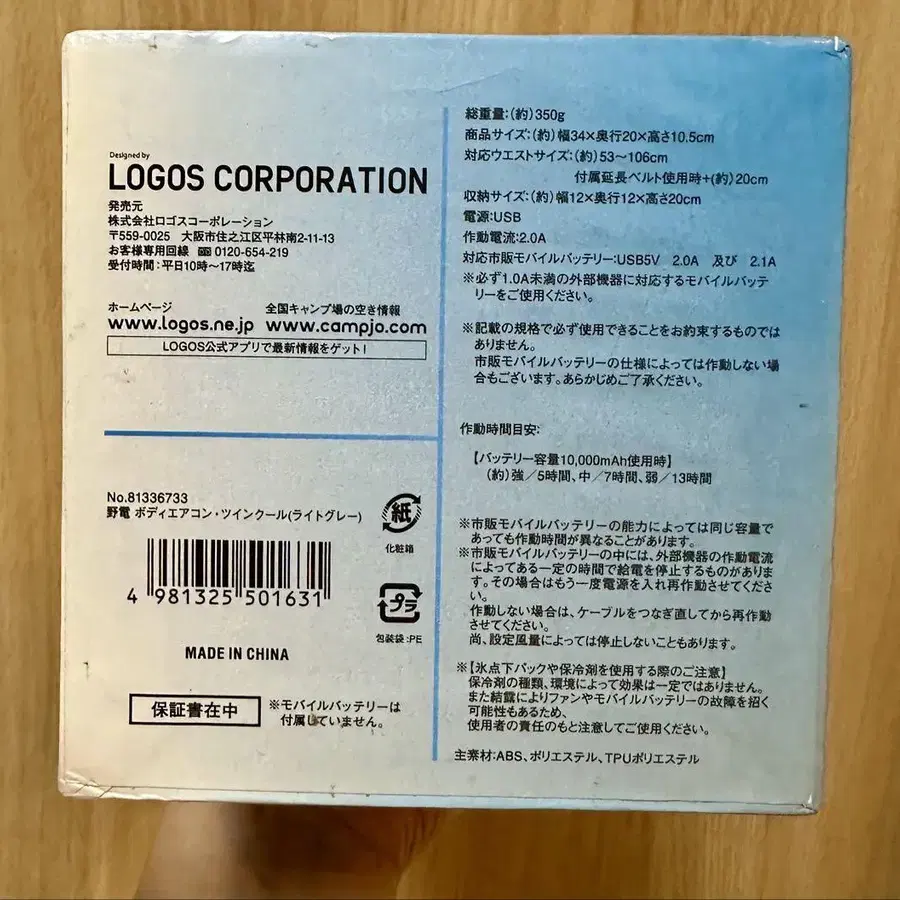 Designed by
LOGOS CORPORATION
発売元
株式会社ロゴスコーポレーション
〒559-0025 大阪市住之江区平林南2-11-13
お客様専用回線 0120-654-219
受付時間:平日10時〜17時迄
ホームページ
www.logos.ne.jp
全国キャンプ場の空き情報
www.campjo.com
LOGOS公式アプリで最新情報をゲット!
No.81336733
野電 ボディエアコン・ツインクール(ライトグレー)
4 981325 501631
MADE IN CHINA
紙
化粧箱
プラ
包装袋:PE
保証書在中
※モバイルバッテリーは
付属していません。
総重量:(約)350g
商品サイズ:(約)幅34×奥行20×高さ10.5cm
対応ウエストサイズ:(約)53〜106cm
付属延長ベルト使用時+(約)20cm
収納サイズ:(約)幅12×奥行12×高さ20cm
電源:USB
作動電流:2.0A
対応市販モバイルバッテリー:USB5V 2.0A 及び 2.1A
※必ず1.0A未満の外部機器に対応するモバイルバッテ
リーをご使用ください。
※記載の規格で必ず使用できることをお約束するものでは
ありません。
市販モバイルバッテリーの仕様によっては作動しない場
合もございます。あらかじめご了承ください。
作動時間目安:
【バッテリー容量10,000mAh使用時】
(約)強/5時間、中/7時間、弱/13時間
※市販モバイルバッテリーの能力によっては同じ容量で
あっても作動時間が異なることがあります。
※市販モバイルバッテリーの中には、外部機器の作動電流
によってある一定の時間で給電を停止するものがありま
す。その場合はもう一度電源を入れ再作動させてくださ
い。
作動しない場合は、ケーブルをつなぎ直してから再作動
させてください。
尚、設定風量によっては停止しないこともあります。
※【氷点下パックや保冷剤を使用する際のご注意】
保冷剤の種類、環境によって効果は一定ではありません。
また結露によりファンやモバイルバッテリーの故障を招く
可能性もあるため、
使用者の責任のもと注意してご使用ください。
主素材:ABS、ポリエステル、TPUポリエステル